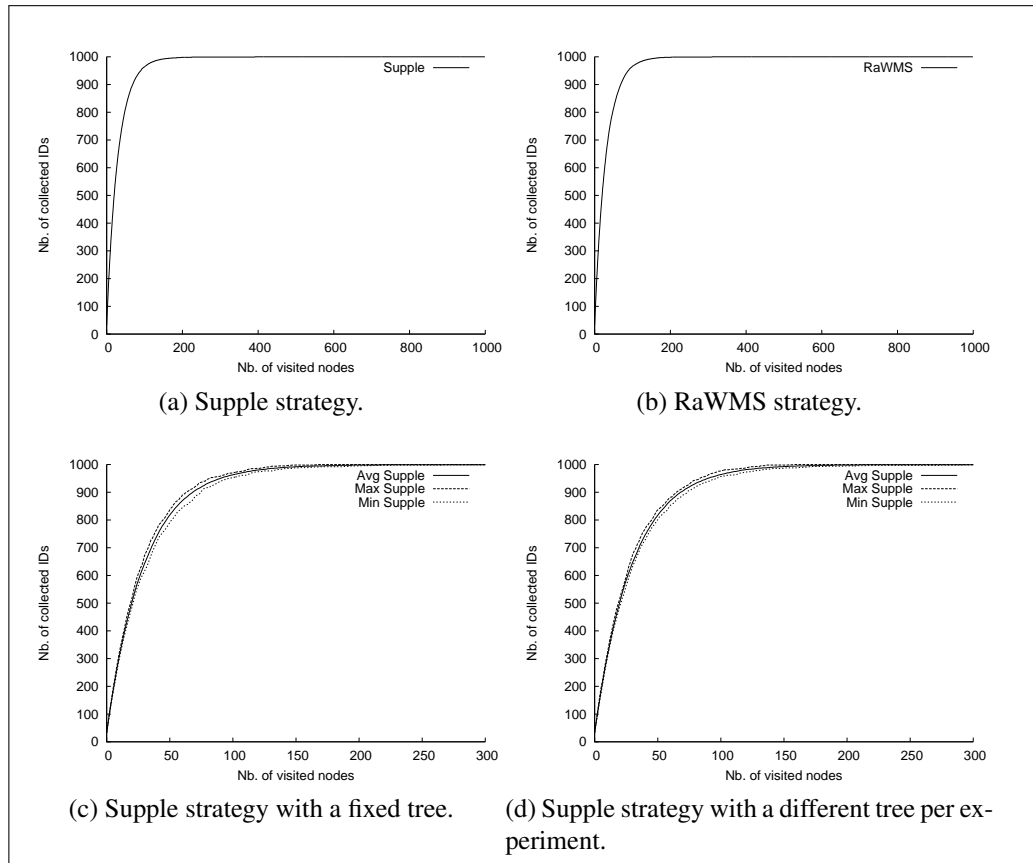 1000
900
800
700
600
500
400
300
200
100
0
Nb. of collected IDs
Supple
0 200 400 600 800 1000
Nb. of visited nodes
(a) Supple strategy.
1000
900
800
700
600
500
400
300
200
100
0
Nb. of collected IDs
RaWMS
0 200 400 600 800 1000
Nb. of visited nodes
(b) RaWMS strategy.
1000
900
800
700
600
500
400
300
200
100
0
Nb. of collected IDs
Avg Supple
Max Supple
Min Supple
0 50 100 150 200 250 300
Nb. of visited nodes
(c) Supple strategy with a fixed tree.
1000
900
800
700
600
500
400
300
200
100
0
Nb. of collected IDs
Avg Supple
Max Supple
Min Supple
0 50 100 150 200 250 300
Nb. of visited nodes
(d) Supple strategy with a different tree per ex-
periment.